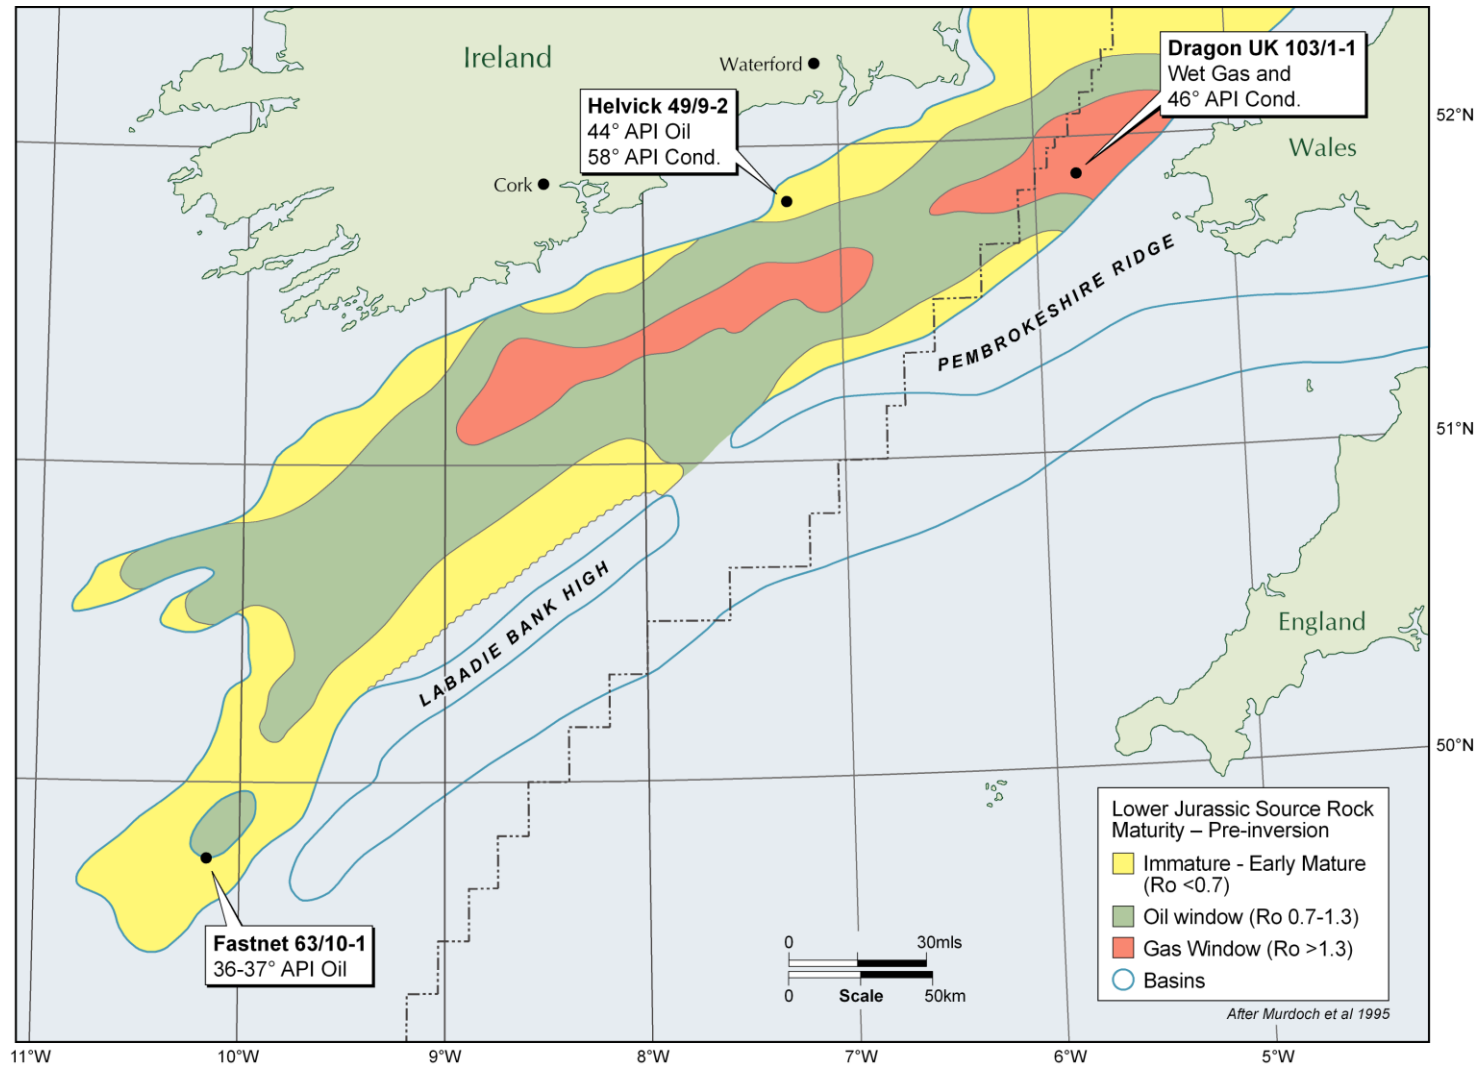 Ireland
Waterford
Dragon UK 103/1-1
Wet Gas and
46° API Cond.
Helvick 49/9-2
44° API Oil
58° API Cond.
52°N
Wales
Cork
PEMBROKESHIRE RIDGE
51°N
LABADIE BANK HIGH
England
50°N
Lower Jurassic Source Rock
Maturity – Pre-inversion
Immature - Early Mature
(Ro <0.7)
Oil window (Ro 0.7-1.3)
Gas Window (Ro >1.3)
Basins
After Murdoch et al 1995
Fastnet 63/10-1
36-37° API Oil
0 30mls
0 Scale 50km
11°W 10°W 9°W 8°W 7°W 6°W 5°W